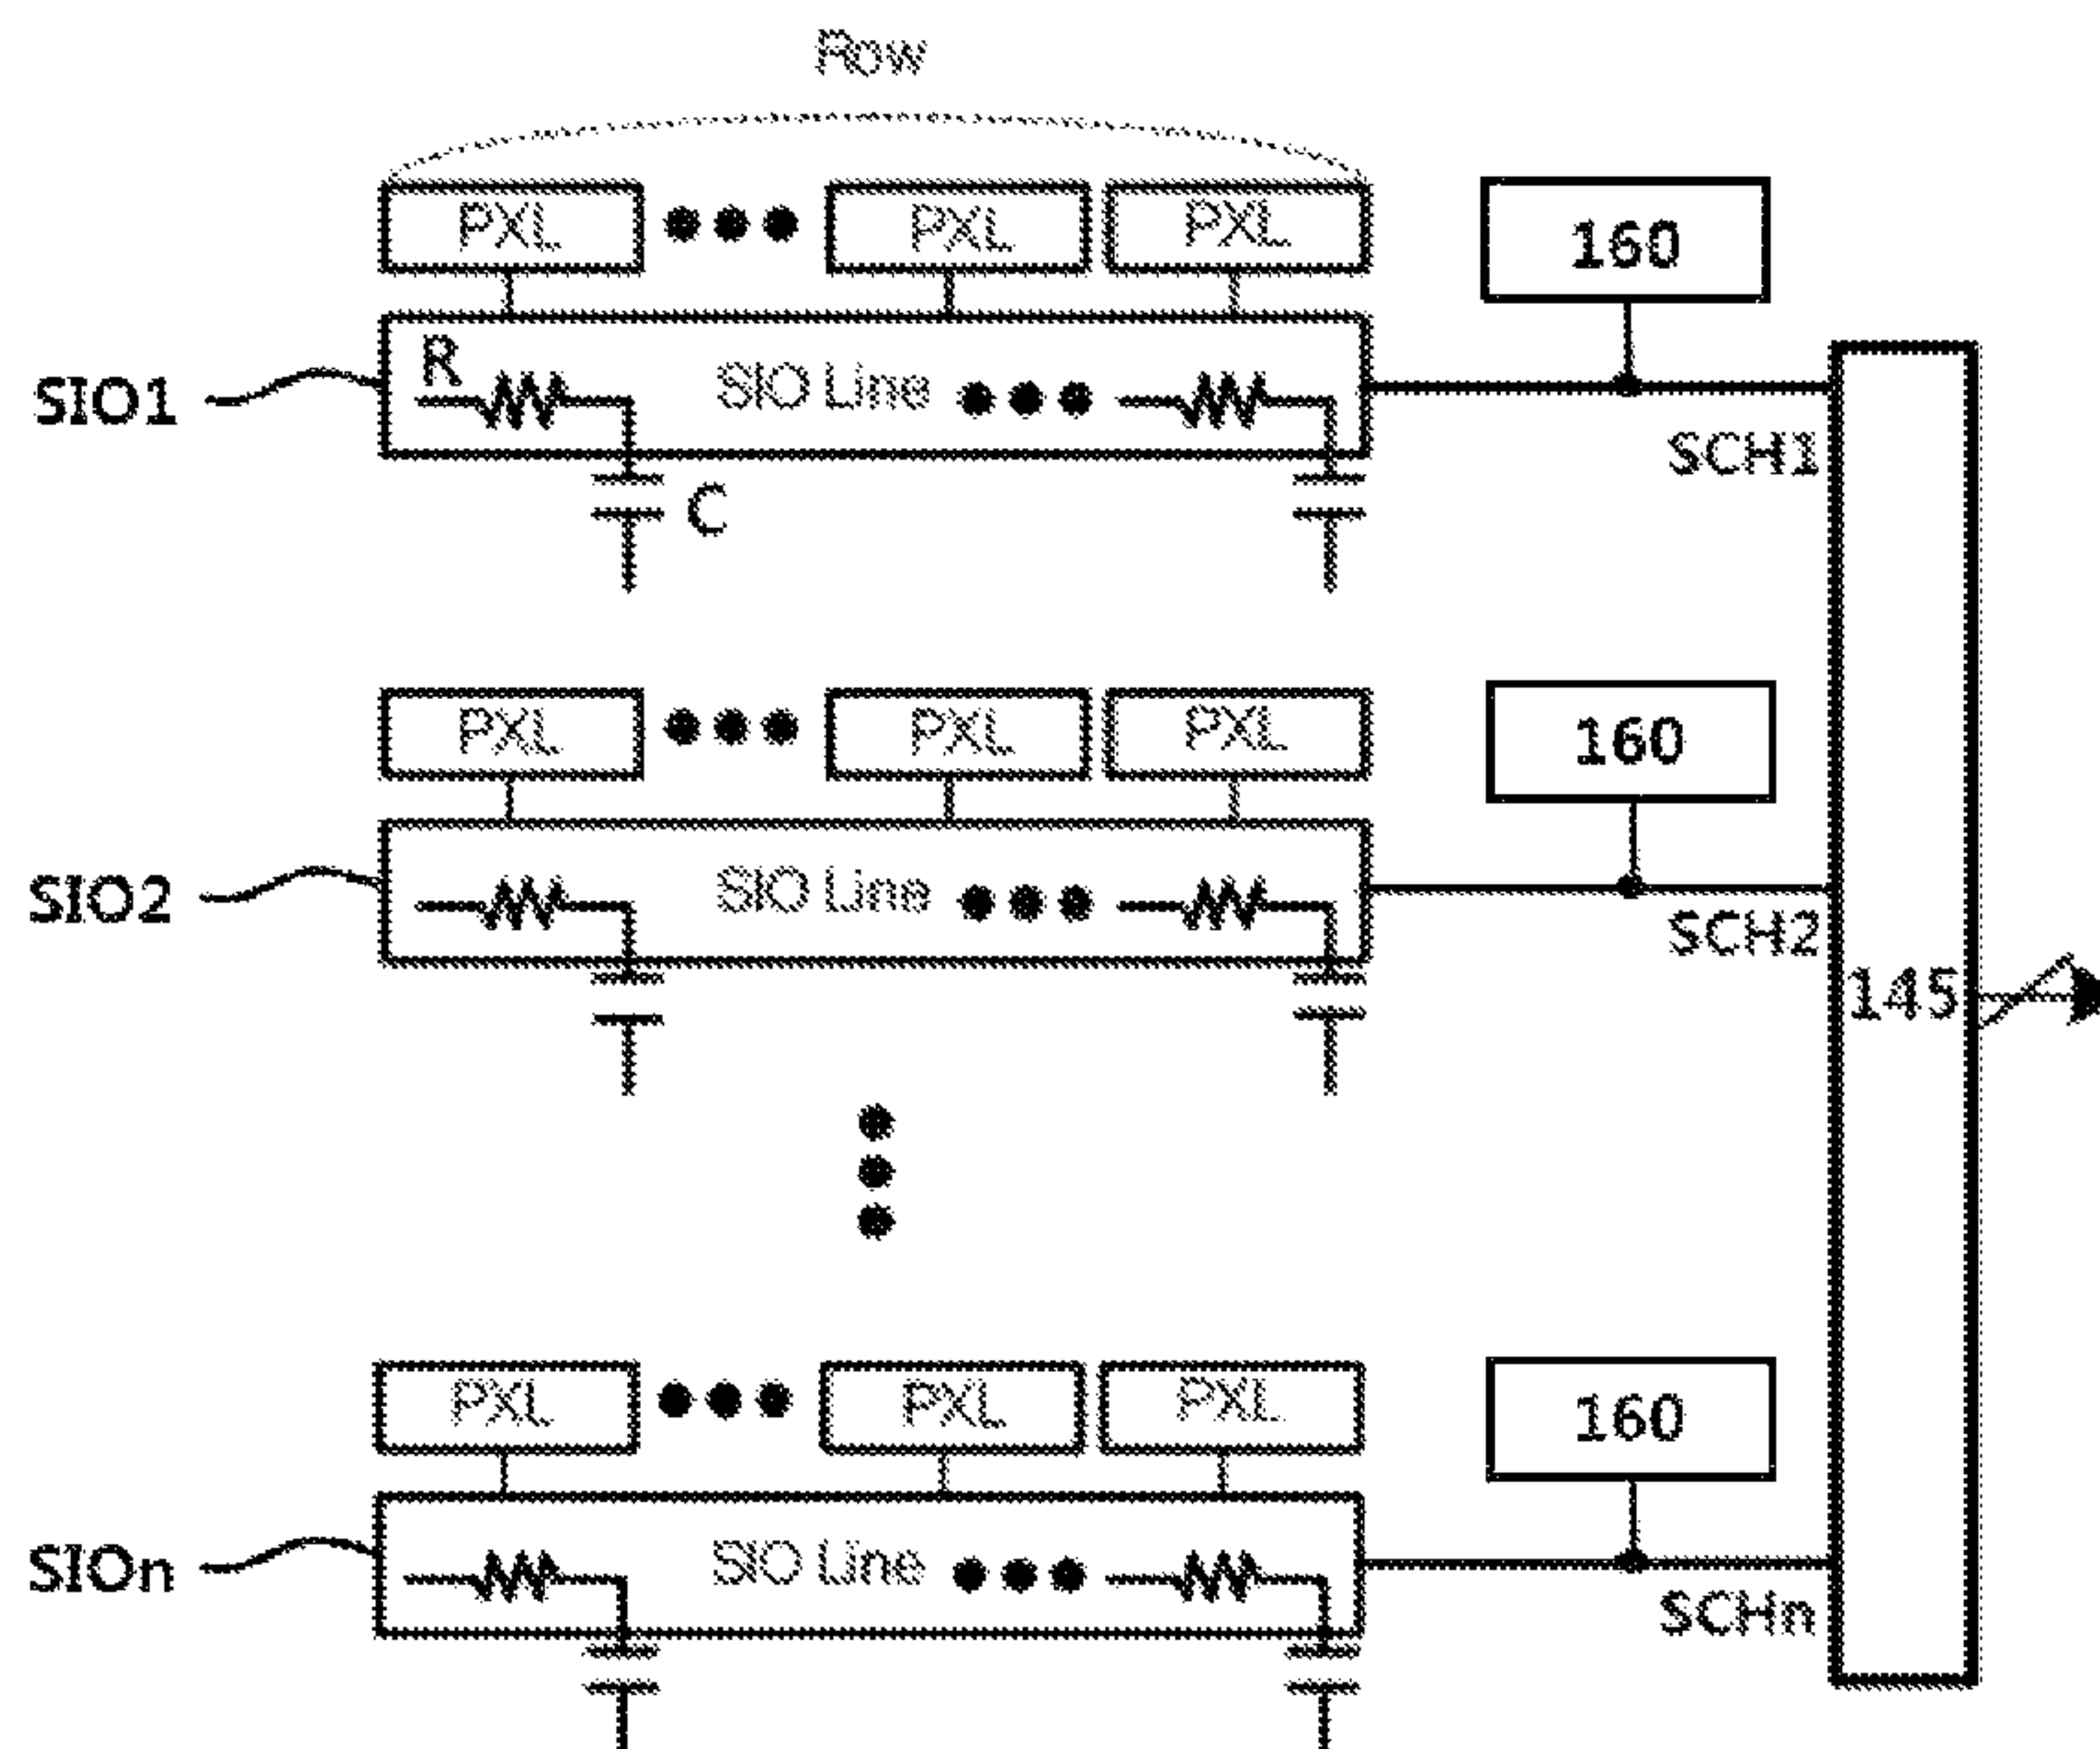 Row
PXL PXL PXL
160
SIO1
R
SIO Line
SCH1
C
PXL PXL PXL
160
SIO2
SIO Line
SCH2
145
PXL PXL PXL
160
SIOn
SIO Line
SCHn